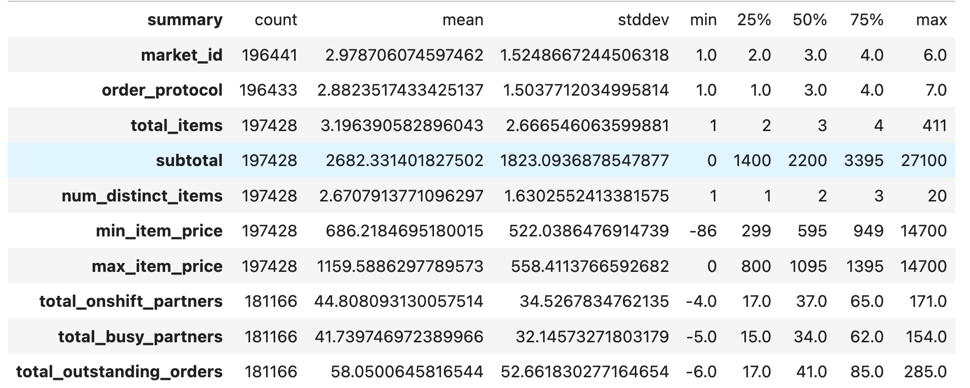 summary count mean stddev min 25% 50% 75% max
market_id 196441 2.978706074597462 1.5248667244506318 1.0 2.0 3.0 4.0 6.0
order_protocol 196433 2.8823517433425137 1.5037712034995814 1.0 1.0 3.0 4.0 7.0
total_items 197428 3.196390582896043 2.666546063599881 1 2 3 4 411
subtotal 197428 2682.331401827502 1823.0936878547877 0 1400 2200 3395 27100
num_distinct_items 197428 2.6707913771096297 1.6302552413381575 1 1 2 3 20
min_item_price 197428 686.2184695180015 522.0386476914739 -86 299 595 949 14700
max_item_price 197428 1159.5886297789573 558.4113766592682 0 800 1095 1395 14700
total_onshift_partners 181166 44.808093130057514 34.5267834762135 -4.0 17.0 37.0 65.0 171.0
total_busy_partners 181166 41.739746972389966 32.14573271803179 -5.0 15.0 34.0 62.0 154.0
total_outstanding_orders 181166 58.0500645816544 52.661830277164654 -6.0 17.0 41.0 85.0 285.0